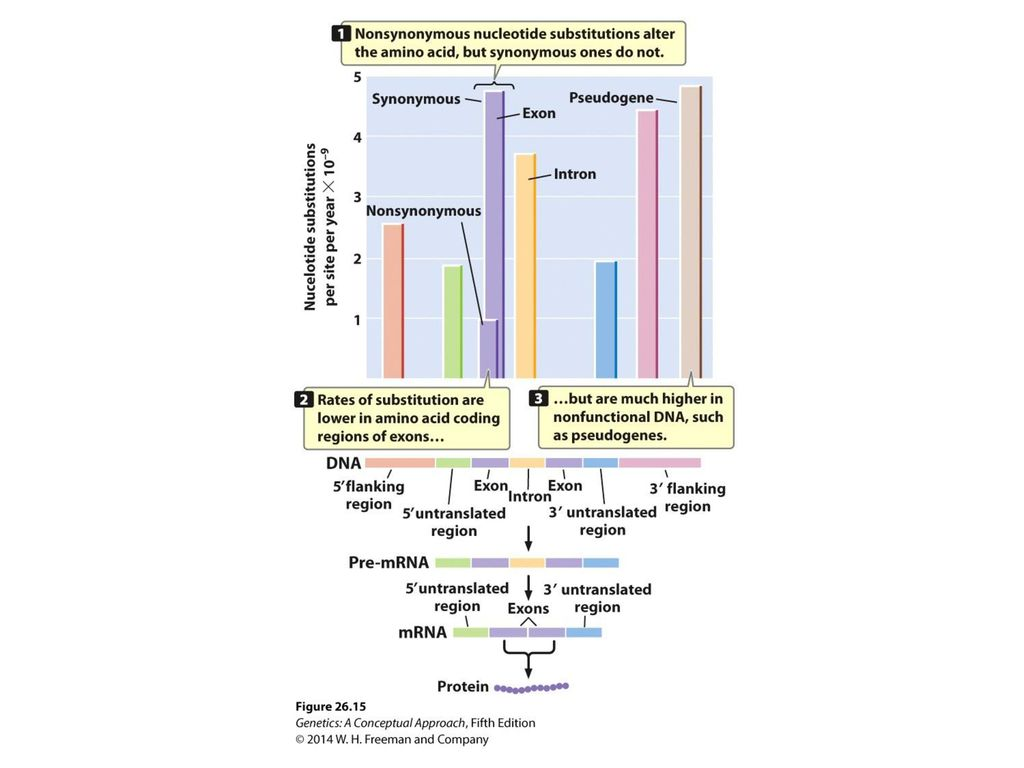 1 Nonsynonymous nucleotide substitutions alter
the amino acid, but synonymous ones do not.
5
4
3
2
1
Nucelotide substitutions
per site per year × 10⁻⁹
Synonymous
Exon
Pseudogene
Intron
Nonsynonymous
2 Rates of substitution are
lower in amino acid coding
regions of exons…
3 …but are much higher in
nonfunctional DNA, such
as pseudogenes.
DNA
5′flanking
region
5′untranslated
region
Exon
Intron
Exon
3′ untranslated
region
3′ flanking
region
Pre-mRNA
5′untranslated
region
Exons
3′ untranslated
region
mRNA
Protein
Figure 26.15
Genetics: A Conceptual Approach, Fifth Edition
© 2014 W. H. Freeman and Company